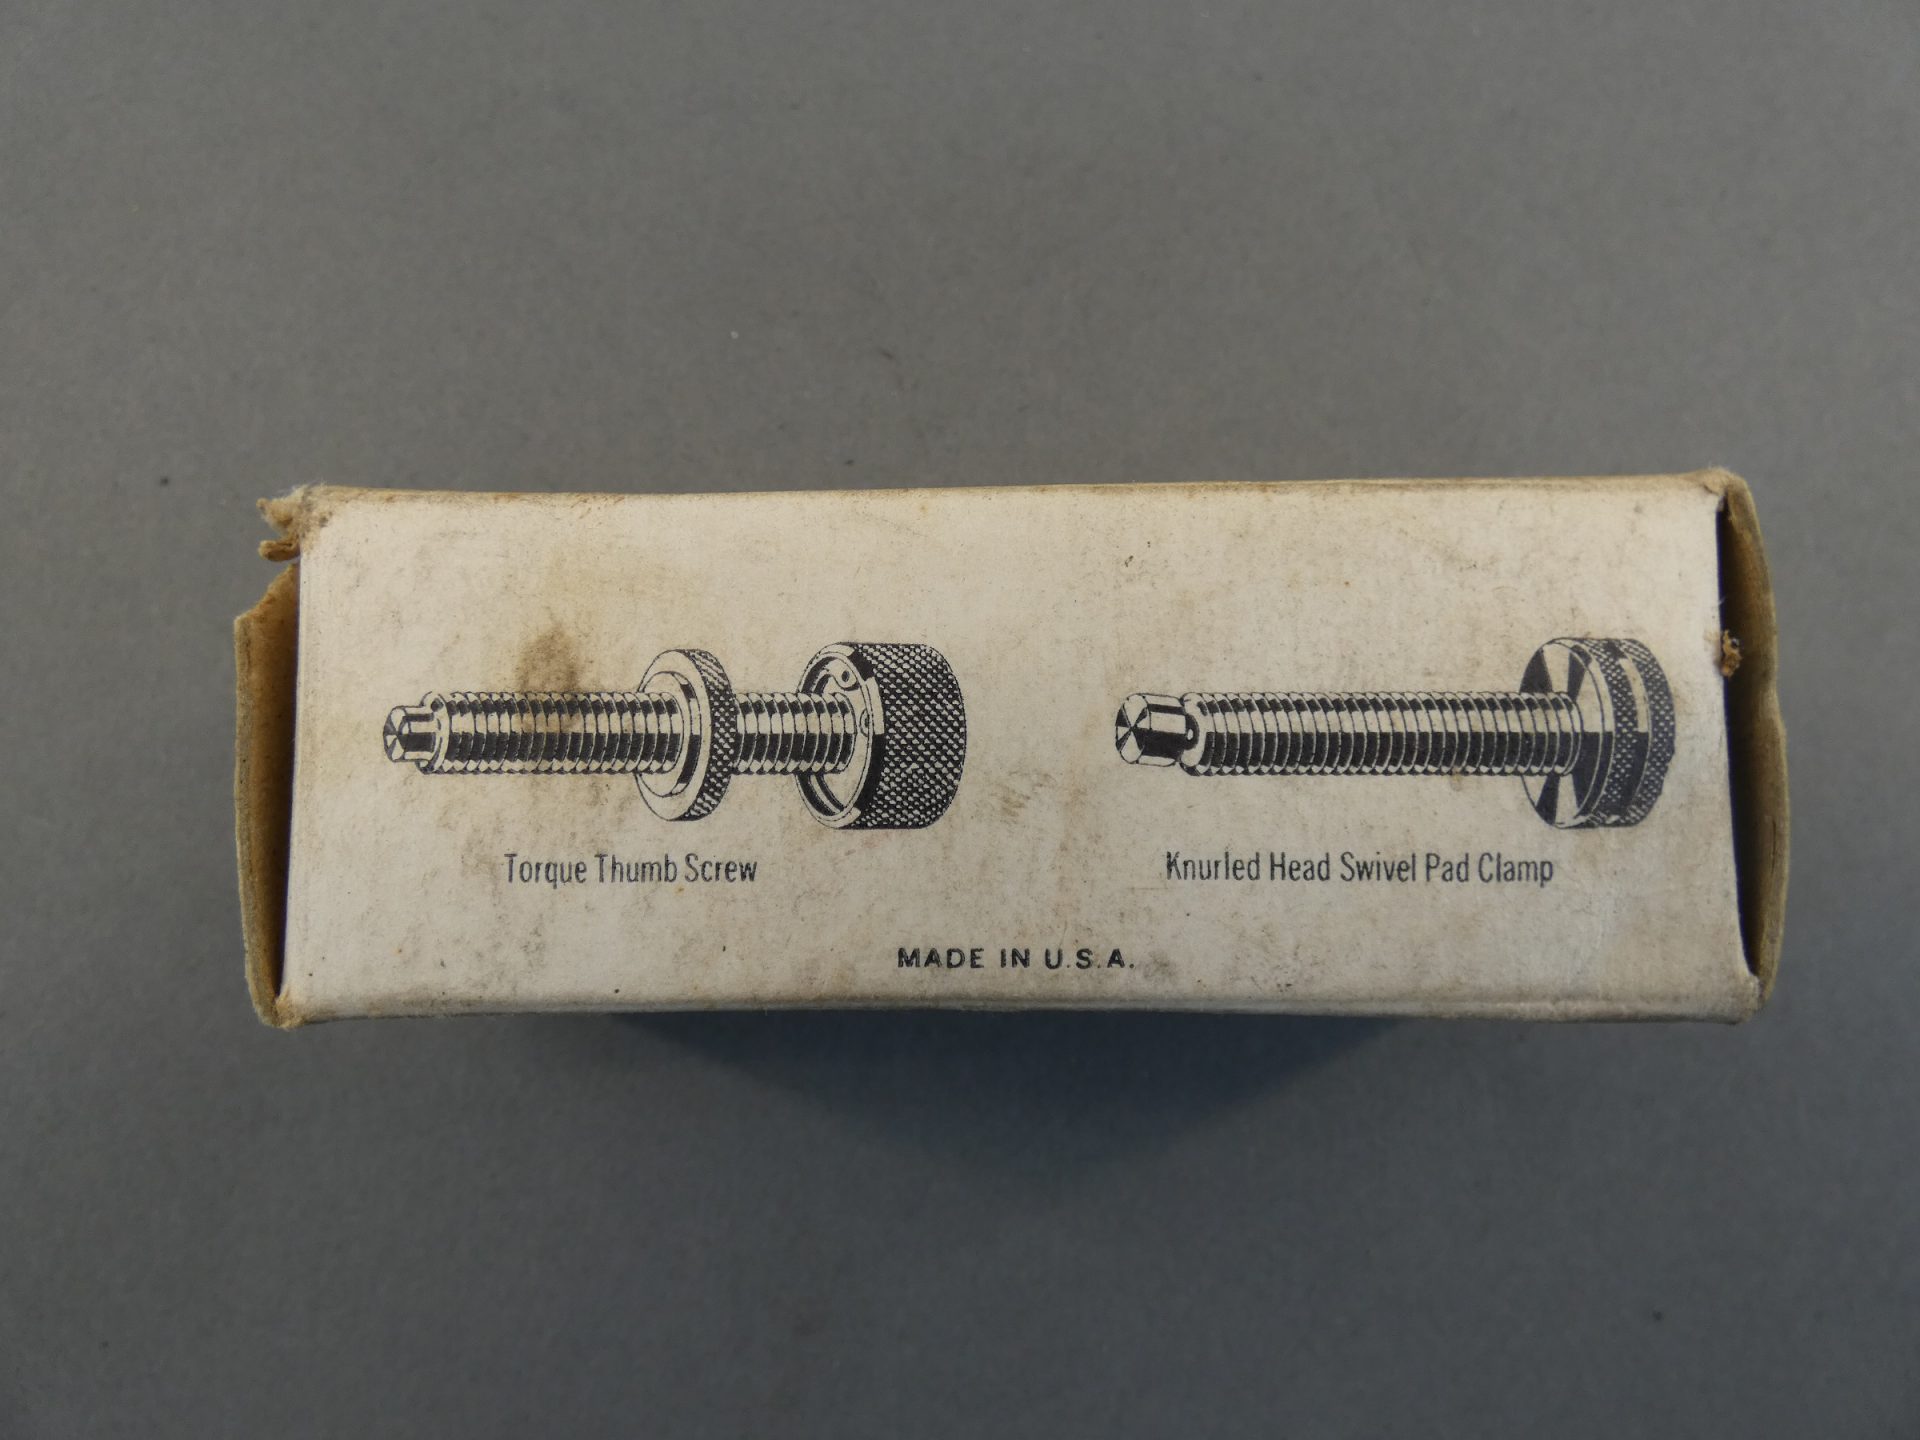 Torque Thumb Screw
Knurled Head Swivel Pad Clamp
MADE IN U.S.A.